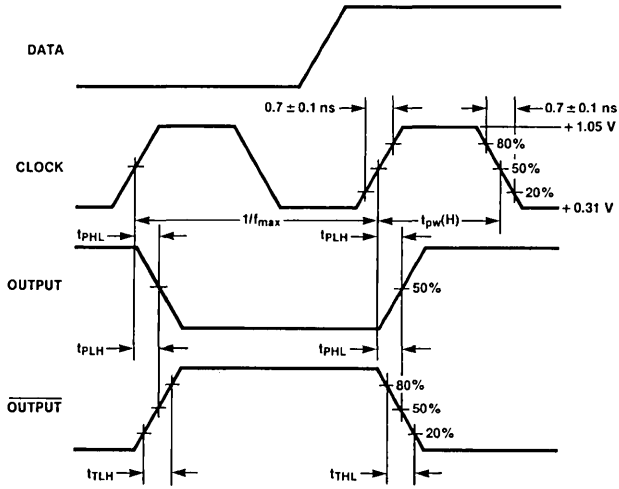 DATA
0.7 ± 0.1 ns
0.7 ± 0.1 ns
+ 1.05 V
80%
CLOCK
50%
20%
+ 0.31 V
1/fmax
tpw(H)
tPHL
tPLH
OUTPUT
50%
tPLH
tPHL
80%
OUTPUT
50%
20%
tTLH
tTHL